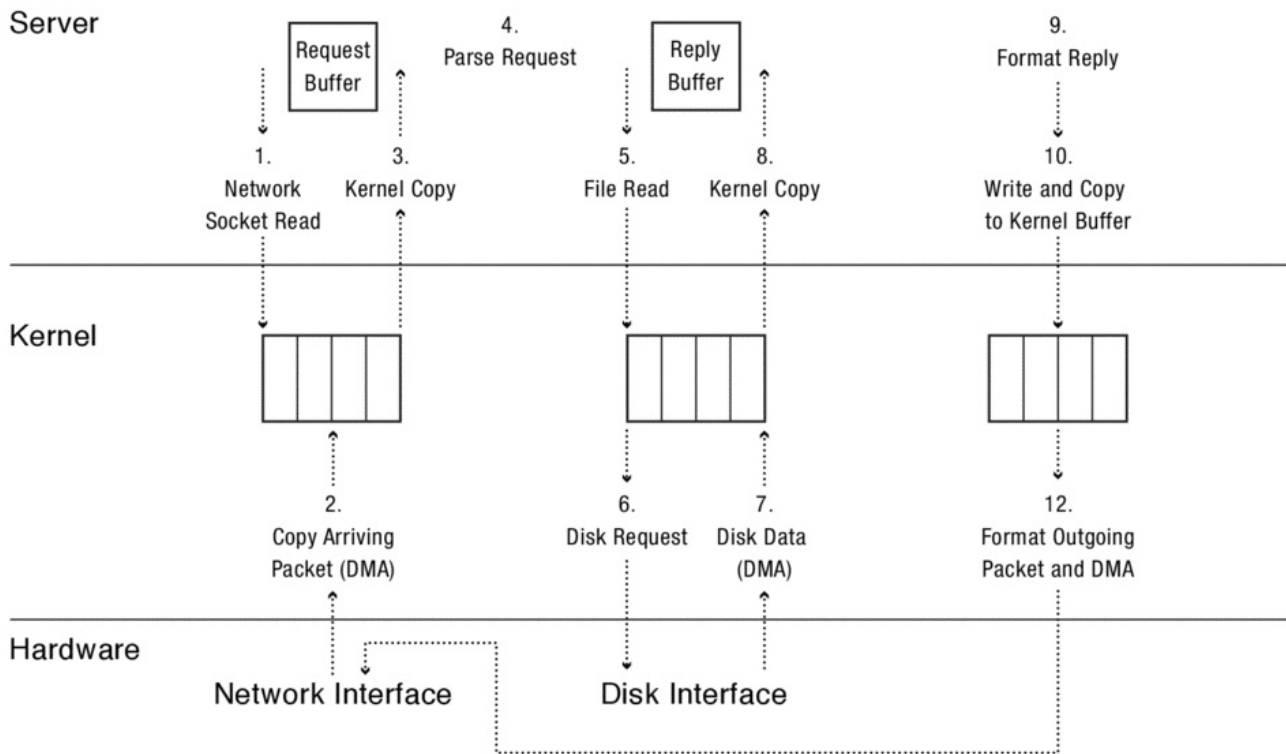 Server
Request
Buffer
4.
Parse Request
Reply
Buffer
9.
Format Reply
1.
Network
Socket Read
3.
Kernel Copy
5.
File Read
8.
Kernel Copy
10.
Write and Copy
to Kernel Buffer
Kernel
2.
Copy Arriving
Packet (DMA)
6.
Disk Request
7.
Disk Data
(DMA)
12.
Format Outgoing
Packet and DMA
Hardware
Network Interface
Disk Interface